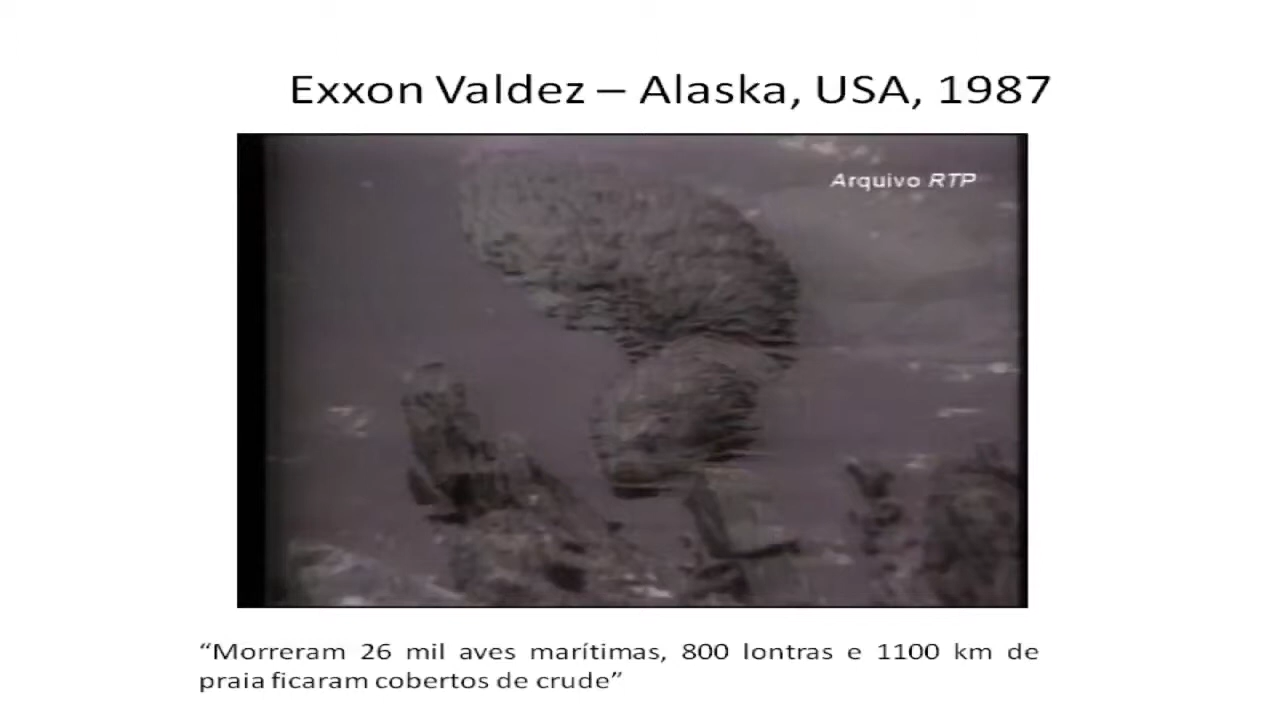 Exxon Valdez – Alaska, USA, 1987
Arquivo RTP
“Morreram 26 mil aves marítimas, 800 lontras e 1100 km de
praia ficaram cobertos de crude”